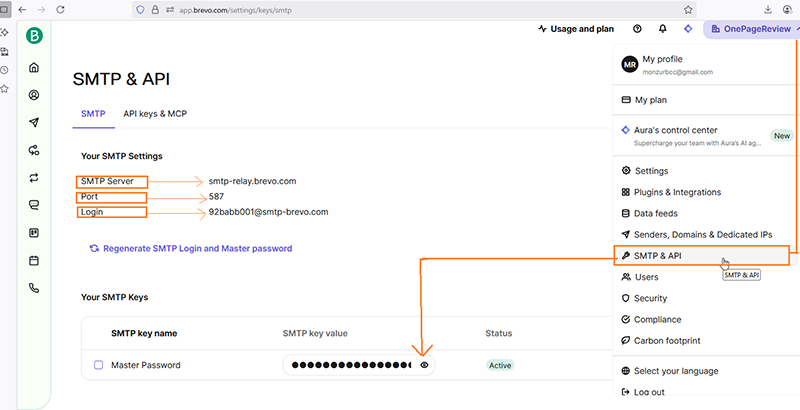 app.brevo.com/settings/keys/smtp
B
Usage and plan
OnePageReview
SMTP & API
SMTP
API keys & MCP
Your SMTP Settings
SMTP Server
smtp-relay.brevo.com
Port
587
Login
92babb001@smtp-brevo.com
Regenerate SMTP Login and Master password
Your SMTP Keys
SMTP key name
SMTP key value
Status
Master Password
Active
MR
My profile
monzurbcc@gmail.com
My plan
Aura's control center
New
Supercharge your team with Aura's AI ag...
Settings
Plugins & Integrations
Data feeds
Senders, Domains & Dedicated IPs
SMTP & API
SMTP & API
Users
Security
Compliance
Carbon footprint
Select your language
Log out